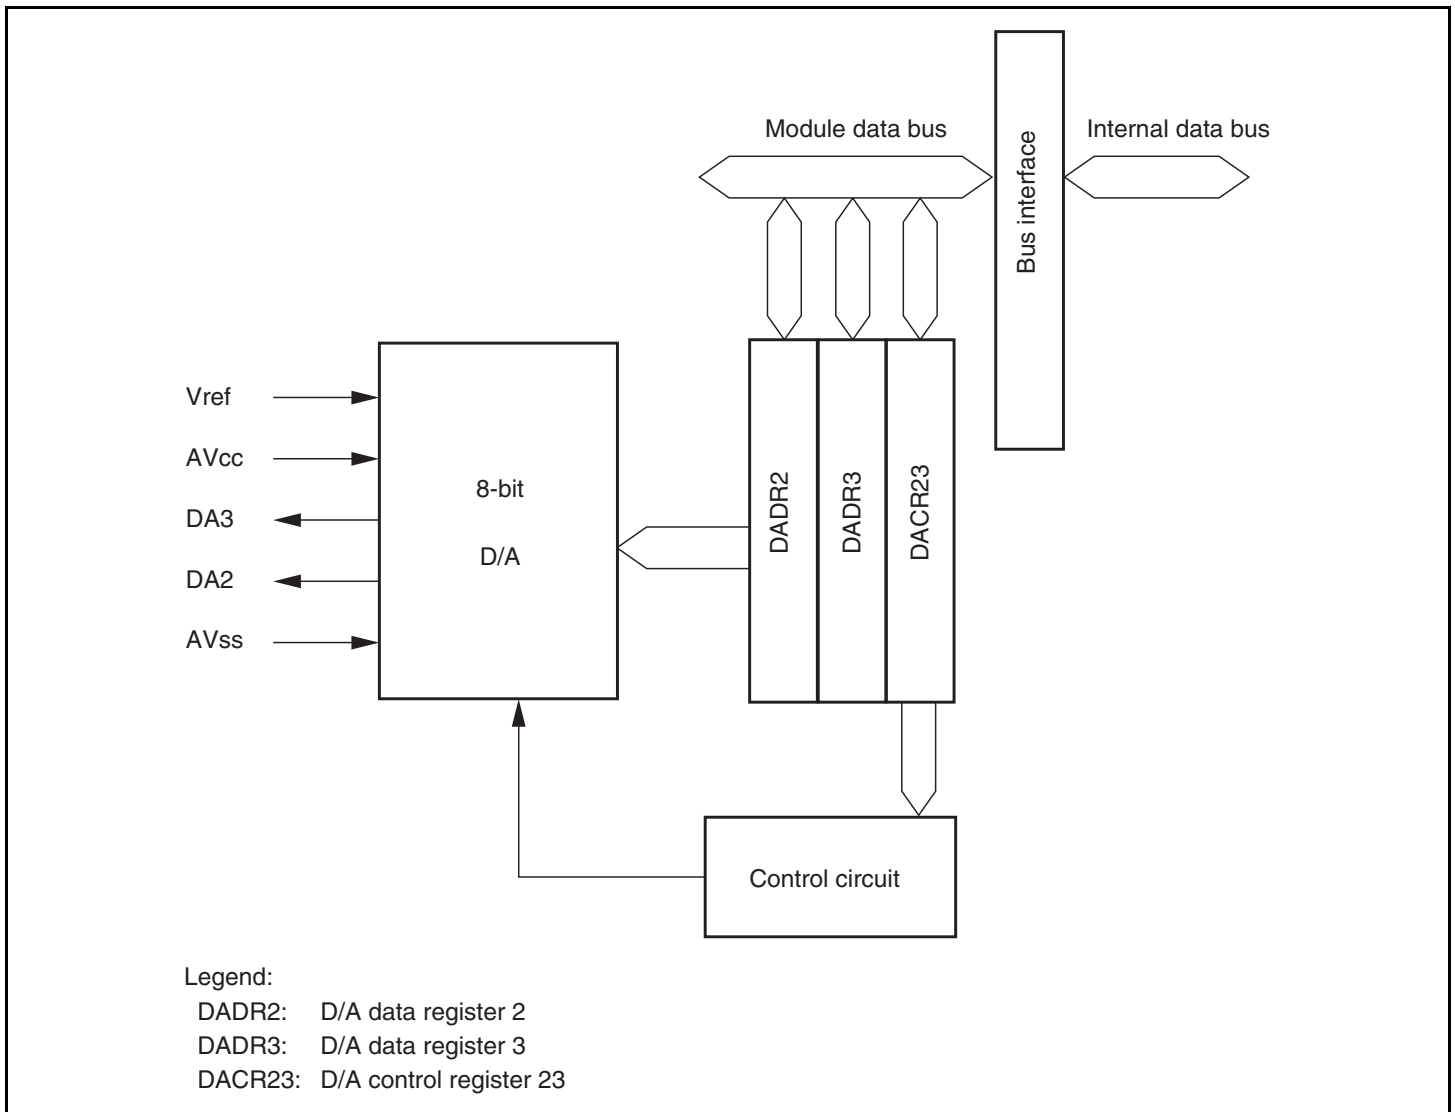 Module data bus
Internal data bus
Bus interface
Vref
AVcc
DA3
DA2
AVss
8-bit
D/A
DADR2
DADR3
DACR23
Control circuit
Legend:
DADR2: D/A data register 2
DADR3: D/A data register 3
DACR23: D/A control register 23